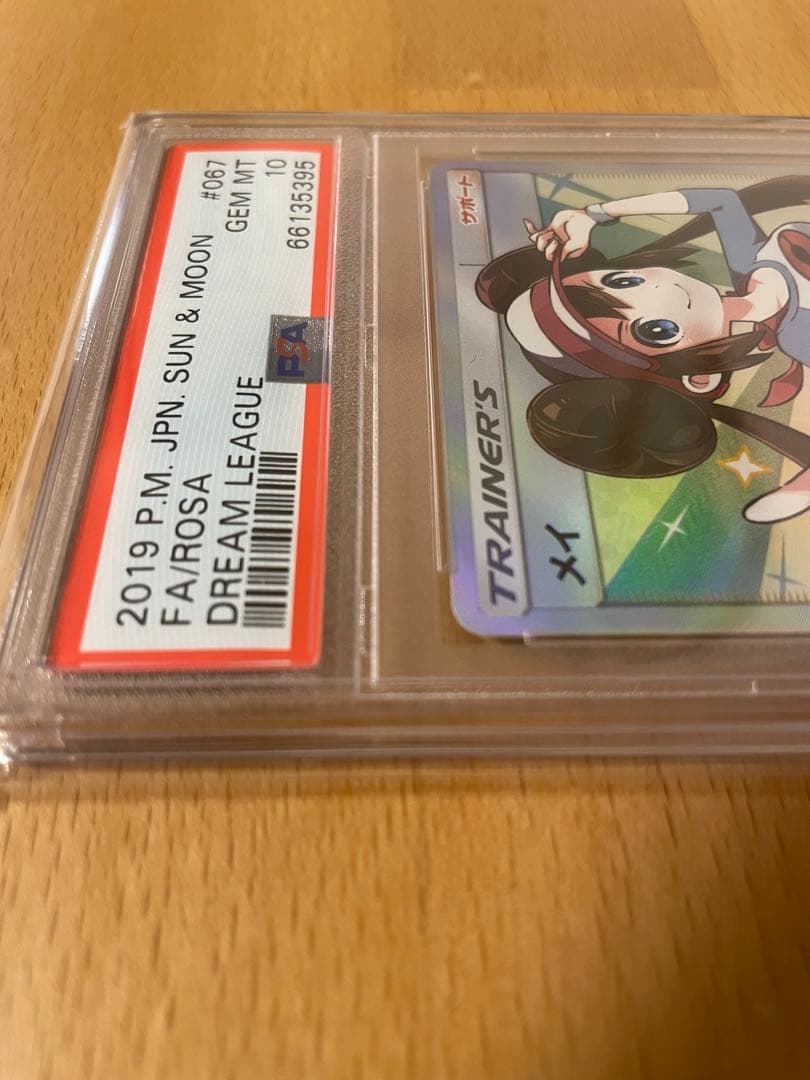 2019 P.M. JPN. SUN & MOON #067
FA/ROSA GEM MT
DREAM LEAGUE 10
66135395
PSA
サポート
TRAINER'S
メイ